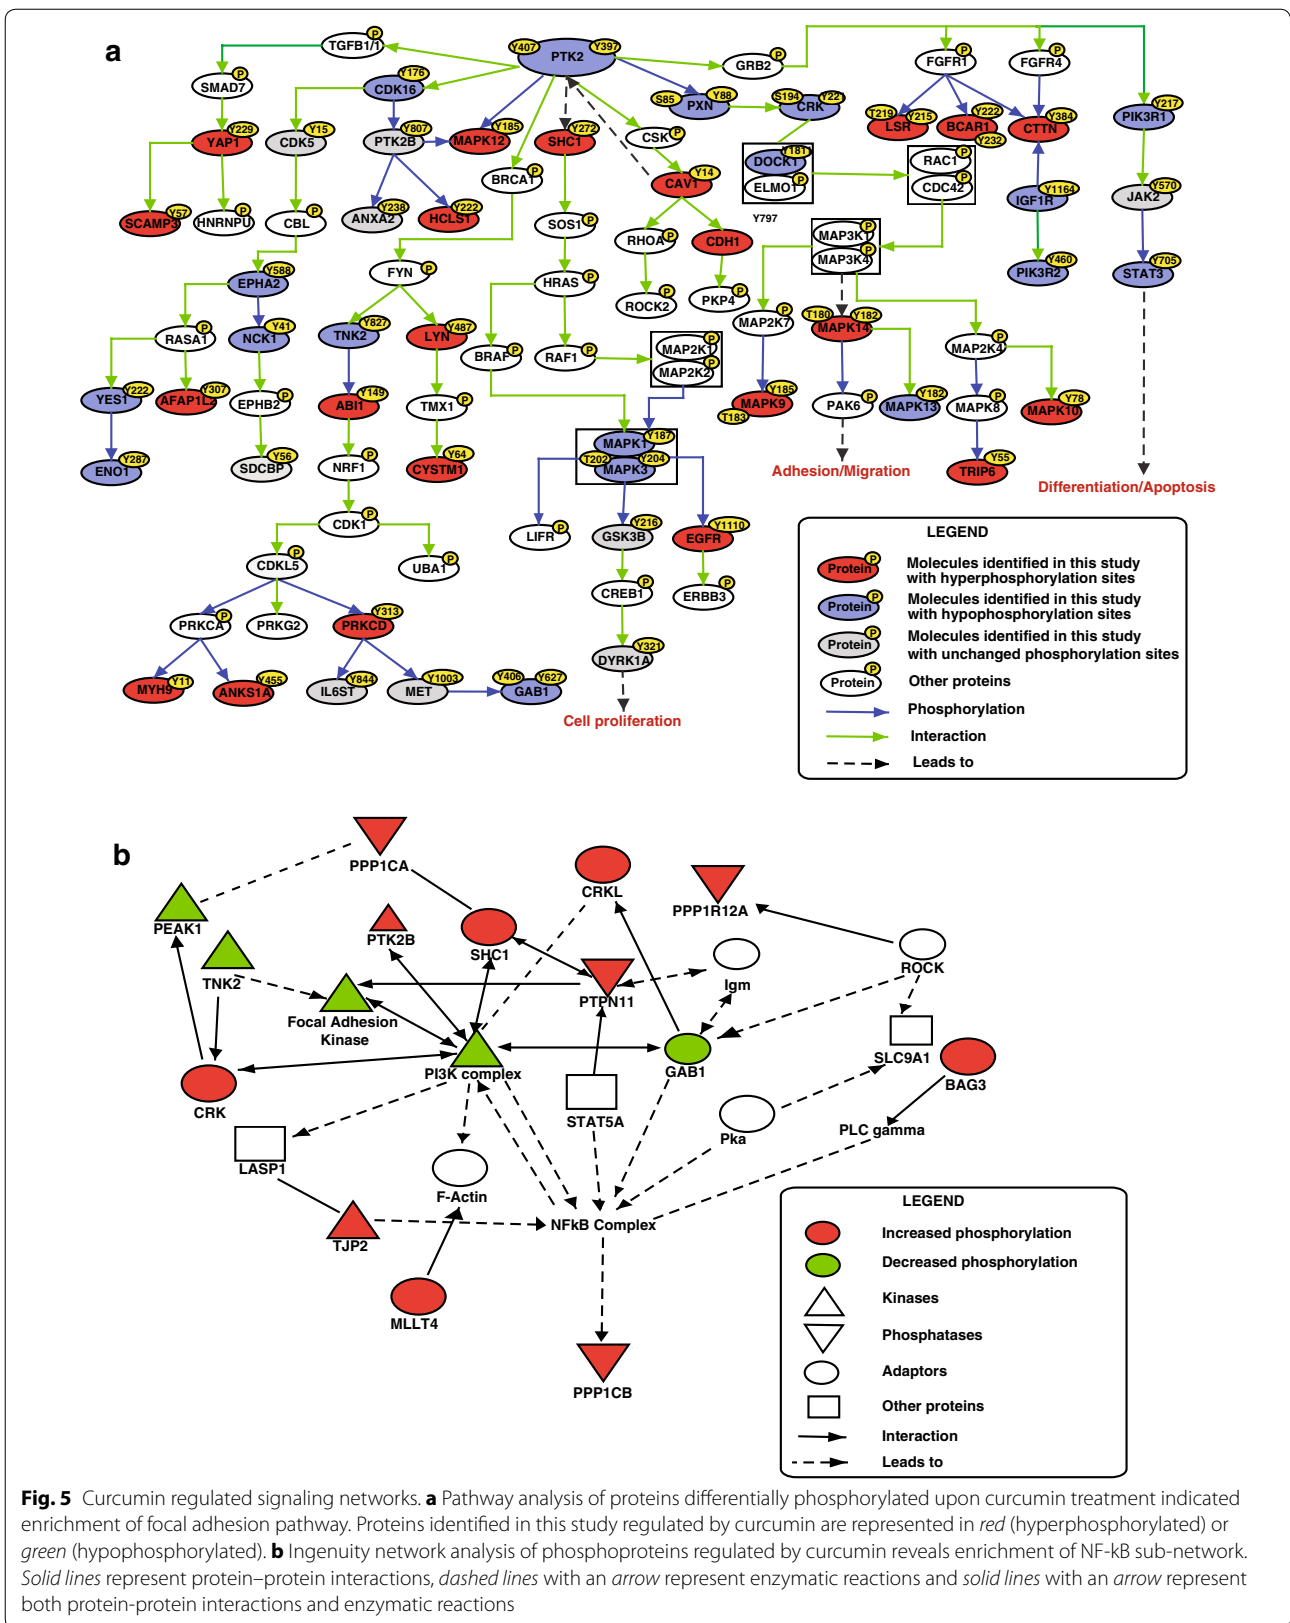 a
TGFB1/1 P
PTK2 Y407 Y397
GRB2 P
FGFR1 P
FGFR4 P
SMAD7 P
CDK16 Y176
PXN S85 Y88
CRK S194 Y221
PIK3R1 Y217
YAP1 Y229
CDK5 Y15
PTK2B Y807
MAPK12 Y185
SHC1 Y272
CSK P
LSR T219 Y215
BCAR1 Y222 Y232
CTTN Y384
DOCK1 Y1811
ELMO1 P
RAC1 P
CDC42 P
BRCA1 P
CAV1 Y14
IGF1R Y1164
JAK2 Y570
SCAMP3 Y57
HNRNPU P
CBL P
ANXA2 Y238
HCLS1 Y222
SOS1 P
RHOA P
CDH1
Y797
MAP3K1 P
MAP3K4 P
PIK3R2 Y460
STAT3 Y705
EPHA2 Y588
FYN P
HRAS P
ROCK2 P
PKP4 P
RASA1 P
NCK1 Y41
TNK2 Y827
LYN Y487
BRAF P
RAF1 P
MAP2K1 P
MAP2K2 P
MAP2K7 P
MAPK14 T180 Y182
MAP2K4 P
YES1 Y222
AFAP1L2 Y307
EPHB2 P
ABI1 Y149
TMX1 P
MAPK9 Y185 T183
PAK6 P
MAPK13 Y182
MAPK8 P
MAPK10 Y78
ENO1 Y287
SDCBP Y56
NRF1 P
CYSTM1 Y64
MAPK1 Y187
MAPK3 T202 Y204
Adhesion/Migration
TRIP6 Y55
Differentiation/Apoptosis
CDK1 P
LIFR P
GSK3B Y216
EGFR Y1110
CDKL5 P
UBA1 P
CREB1 P
ERBB3 P
PRKCA P
PRKG2
PRKCD Y313
DYRK1A Y321
MYH9 Y11
ANKS1A Y455
IL6ST Y844
MET Y1003
GAB1 Y406 Y627
Cell proliferation
LEGEND
Protein P Molecules identified in this study
with hyperphosphorylation sites
Protein P Molecules identified in this study
with hypophosphorylation sites
Protein P Molecules identified in this study
with unchanged phosphorylation sites
Protein P Other proteins
Phosphorylation
Interaction
Leads to
b
PPP1CA
CRKL
PPP1R12A
PEAK1
PTK2B
SHC1
TNK2
Igm
ROCK
PTPN11
Focal Adhesion
Kinase
SLC9A1
GAB1
PI3K complex
BAG3
CRK
STAT5A
Pka
PLC gamma
LASP1
F-Actin
TJP2
NFkB Complex
MLLT4
PPP1CB
LEGEND
Increased phosphorylation
Decreased phosphorylation
Kinases
Phosphatases
Adaptors
Other proteins
Interaction
Leads to
Fig. 5 Curcumin regulated signaling networks. a Pathway analysis of proteins differentially phosphorylated upon curcumin treatment indicated
enrichment of focal adhesion pathway. Proteins identified in this study regulated by curcumin are represented in red (hyperphosphorylated) or
green (hypophosphorylated). b Ingenuity network analysis of phosphoproteins regulated by curcumin reveals enrichment of NF-kB sub-network.
Solid lines represent protein–protein interactions, dashed lines with an arrow represent enzymatic reactions and solid lines with an arrow represent
both protein-protein interactions and enzymatic reactions